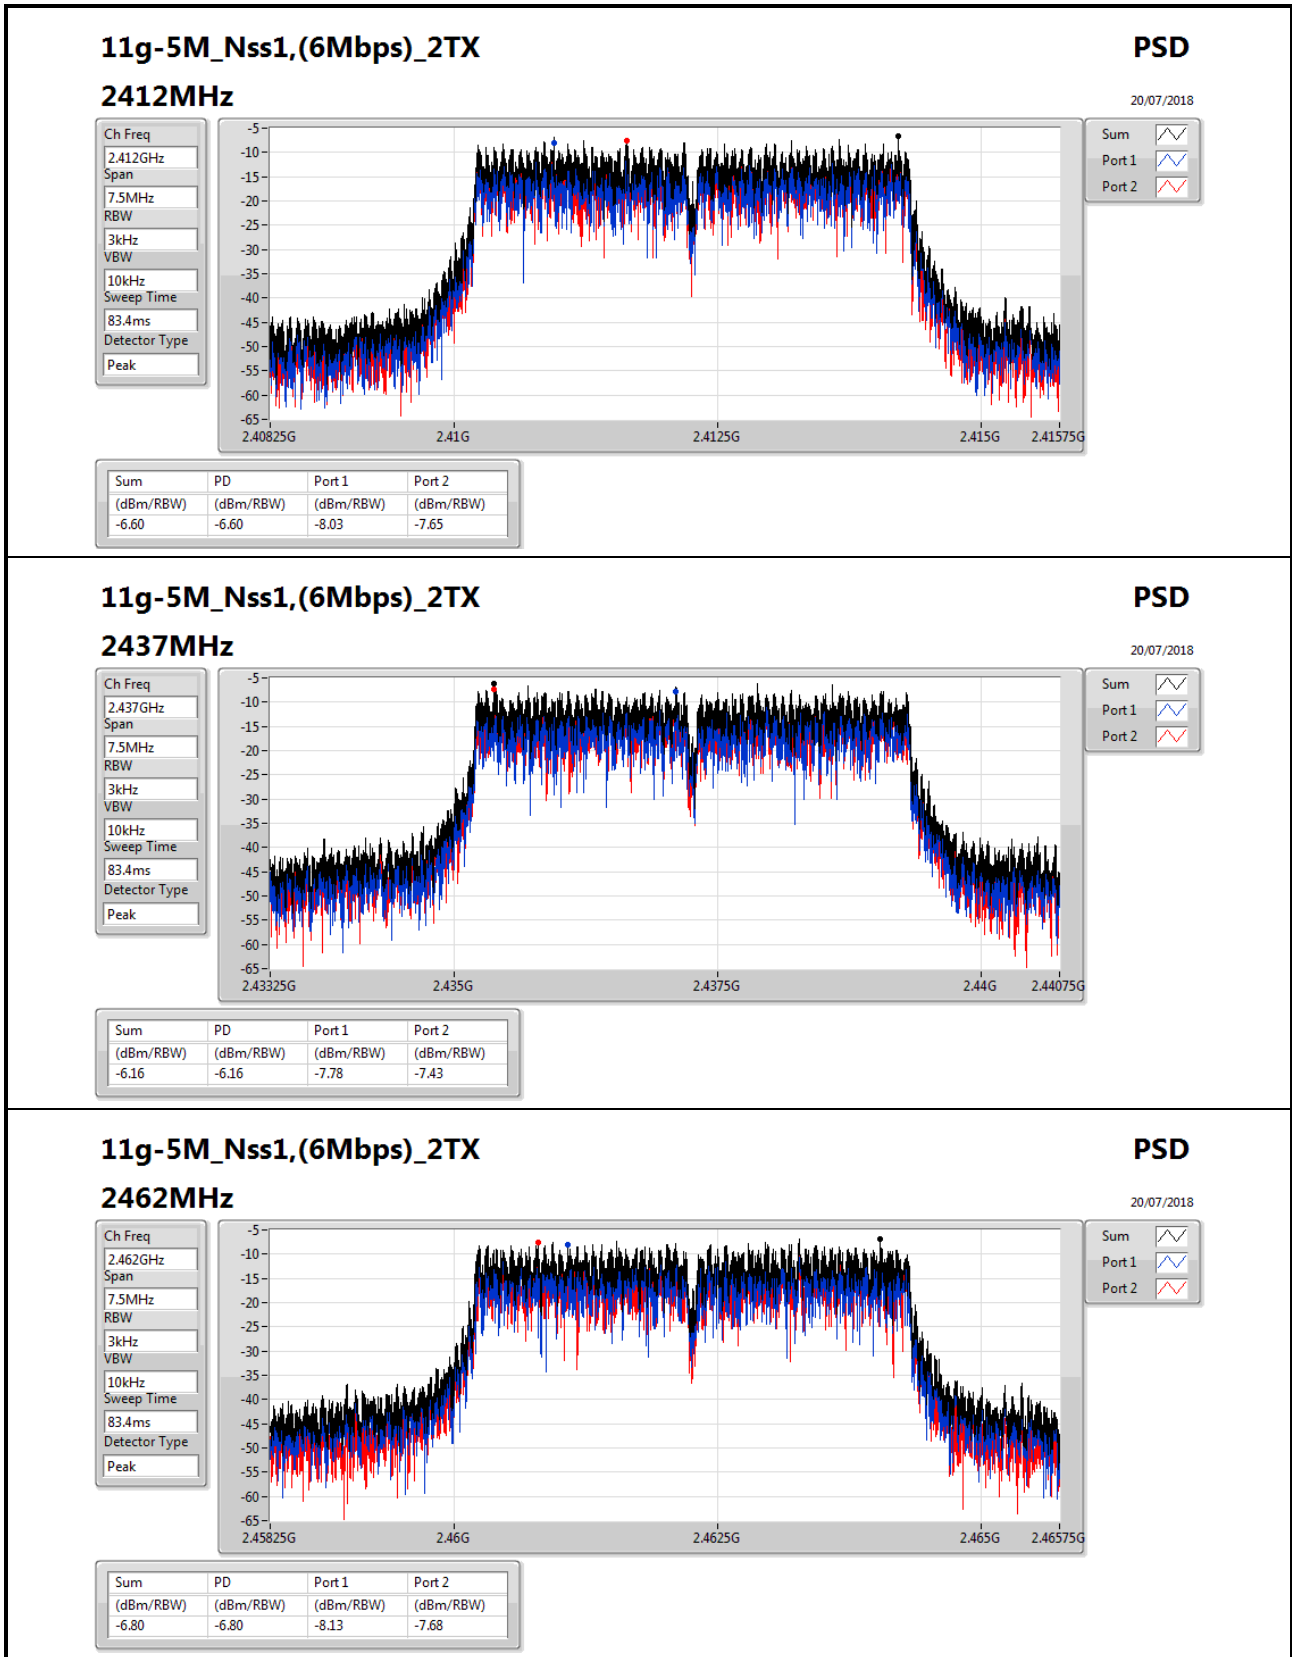 11g-5M_Nss1,(6Mbps)_2TX PSD
2412MHz 20/07/2018
Ch Freq
2.412GHz
Span
7.5MHz
RBW
3kHz
VBW
10kHz
Sweep Time
83.4ms
Detector Type
Peak
-5
-10
-15
-20
-25
-30
-35
-40
-45
-50
-55
-60
-65
2.40825G 2.41G 2.4125G 2.415G 2.41575G
Sum
Port 1
Port 2
Sum PD Port 1 Port 2
(dBm/RBW) (dBm/RBW) (dBm/RBW) (dBm/RBW)
-6.60 -6.60 -8.03 -7.65
11g-5M_Nss1,(6Mbps)_2TX PSD
2437MHz 20/07/2018
Ch Freq
2.437GHz
Span
7.5MHz
RBW
3kHz
VBW
10kHz
Sweep Time
83.4ms
Detector Type
Peak
-5
-10
-15
-20
-25
-30
-35
-40
-45
-50
-55
-60
-65
2.43325G 2.435G 2.4375G 2.44G 2.44075G
Sum
Port 1
Port 2
Sum PD Port 1 Port 2
(dBm/RBW) (dBm/RBW) (dBm/RBW) (dBm/RBW)
-6.16 -6.16 -7.78 -7.43
11g-5M_Nss1,(6Mbps)_2TX PSD
2462MHz 20/07/2018
Ch Freq
2.462GHz
Span
7.5MHz
RBW
3kHz
VBW
10kHz
Sweep Time
83.4ms
Detector Type
Peak
-5
-10
-15
-20
-25
-30
-35
-40
-45
-50
-55
-60
-65
2.45825G 2.46G 2.4625G 2.465G 2.46575G
Sum
Port 1
Port 2
Sum PD Port 1 Port 2
(dBm/RBW) (dBm/RBW) (dBm/RBW) (dBm/RBW)
-6.80 -6.80 -8.13 -7.68